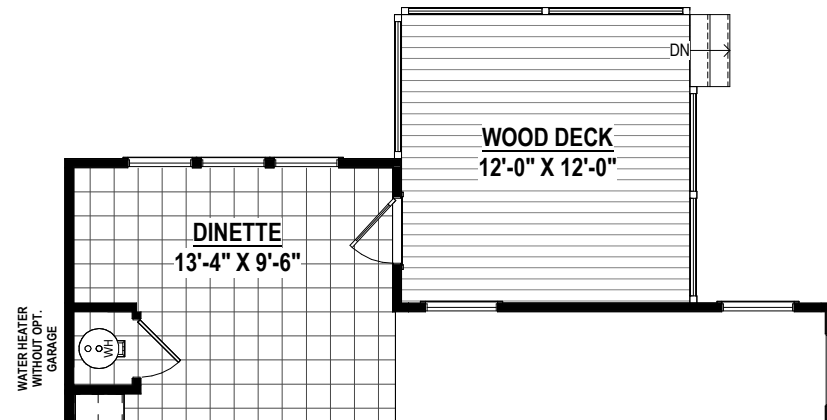 DN
WOOD DECK
12'-0" X 12'-0"
DINETTE
13'-4" X 9'-6"
WATER HEATER
WITHOUT OPT.
GARAGE
WH